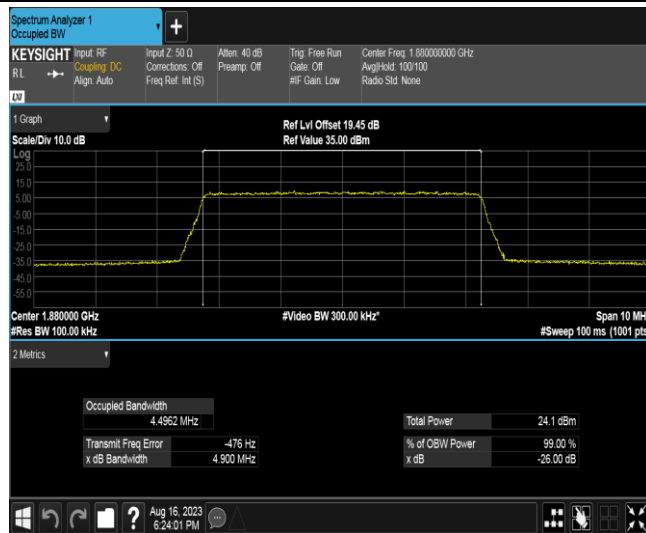 Spectrum Analyzer 1
Occupied BW
+
KEYSIGHT Input: RF Input Z: 50 Ω Atten: 40 dB Trig: Free Run Center Freq: 1.880000000 GHz
RL Coupling: DC Corrections: Off Preamp: Off Gate: Off Avg|Hold: 100/100
Align: Auto Freq Ref: Int (S) #IF Gain: Low Radio Std: None
LXI
1 Graph
Scale/Div 10.0 dB
Ref Lvl Offset 19.45 dB
Ref Value 35.00 dBm
Log
25.0
15.0
5.00
-5.00
-15.0
-25.0
-35.0
-45.0
-55.0
Center 1.880000 GHz #Video BW 300.00 kHz* Span 10 MH
#Res BW 100.00 kHz #Sweep 100 ms (1001 pts
2 Metrics
Occupied Bandwidth
4.4962 MHz
Total Power 24.1 dBm
Transmit Freq Error -476 Hz % of OBW Power 99.00 %
x dB Bandwidth 4.900 MHz x dB -26.00 dB
? Aug 16, 2023
6:24:01 PM